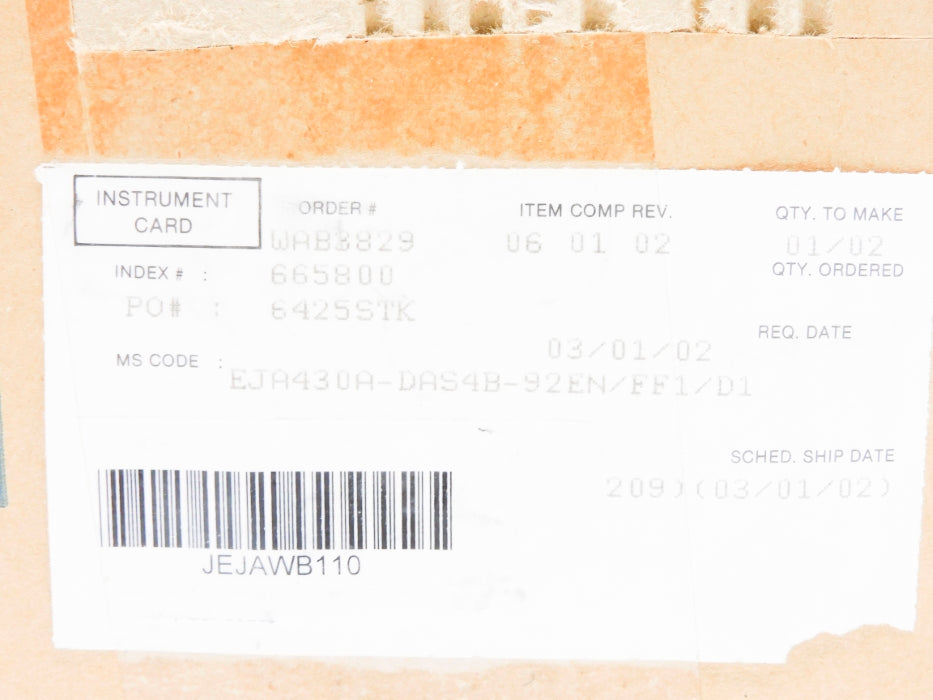 INSTRUMENT CARD
ORDER #
ITEM COMP REV.
QTY. TO MAKE
WAB3829
06 01 02
01/02
INDEX # :
665800
QTY. ORDERED
PO# :
6425STK
REQ. DATE
03/01/02
MS CODE :
EJA430A-DAS4B-92EN/FF1/D1
SCHED. SHIP DATE
209)(03/01/02)
JEJAWB110